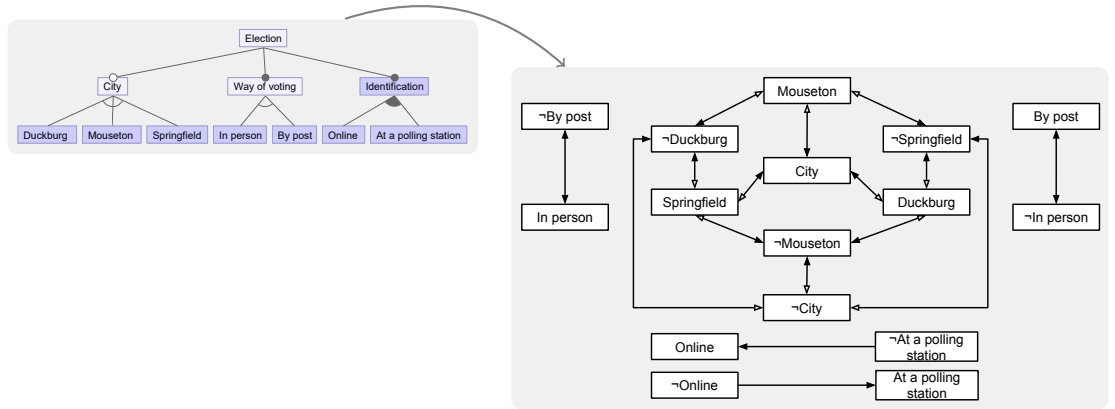 Election
City
Way of voting
Identification
Duckburg
Mouseton
Springfield
In person
By post
Online
At a polling station
Mouseton
¬By post
By post
¬Duckburg
¬Springfield
City
Springfield
Duckburg
In person
¬In person
¬Mouseton
¬City
Online
¬At a polling
station
¬Online
At a polling
station